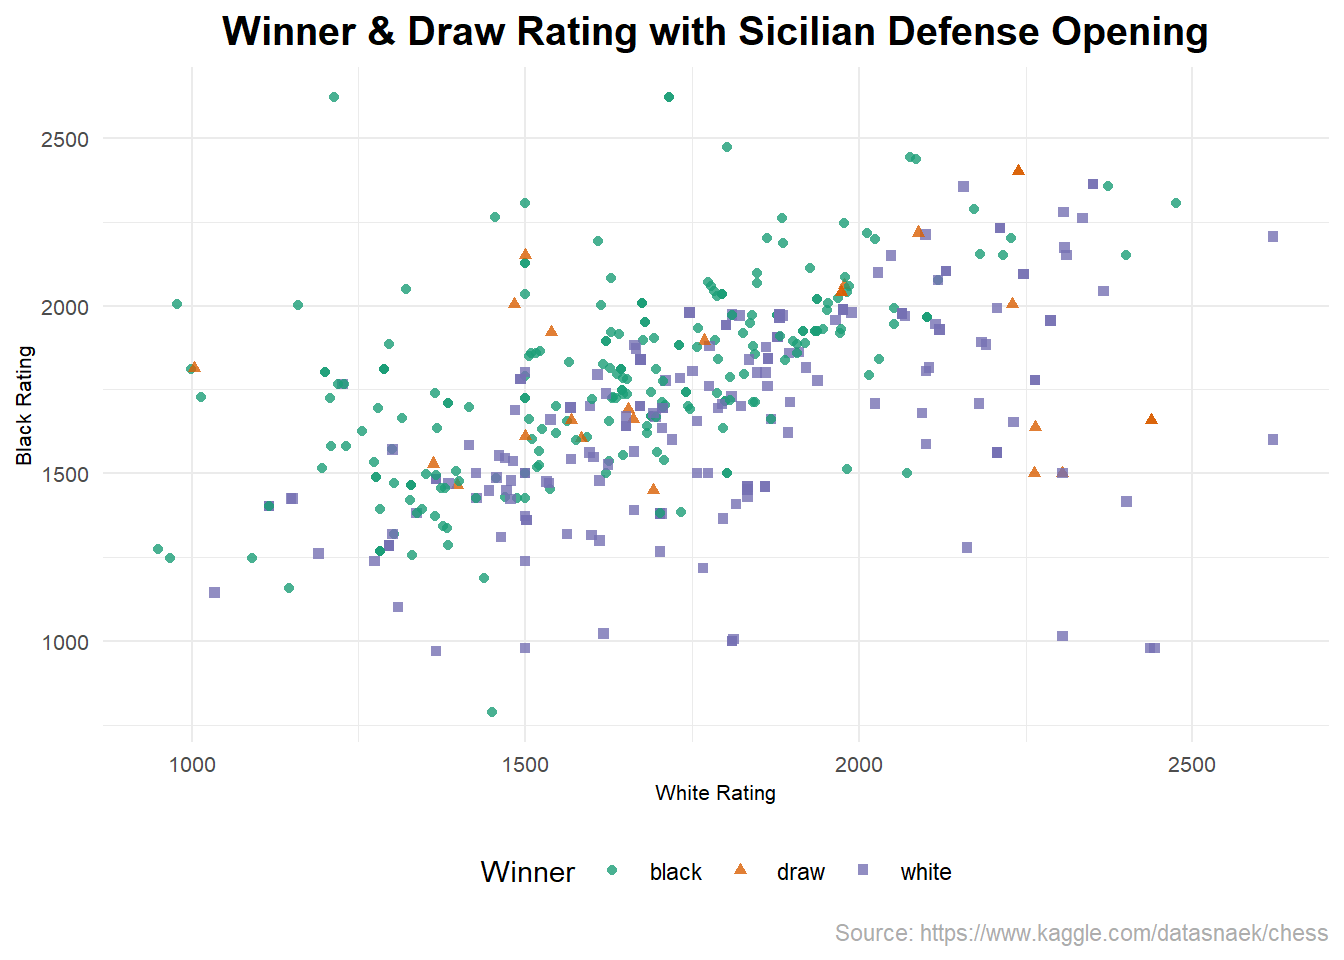 Winner & Draw Rating with Sicilian Defense Opening
Black Rating
2500
2000
1500
1000
1000 1500 2000 2500
White Rating
Winner black draw white
Source: https://www.kaggle.com/datasnaek/chess